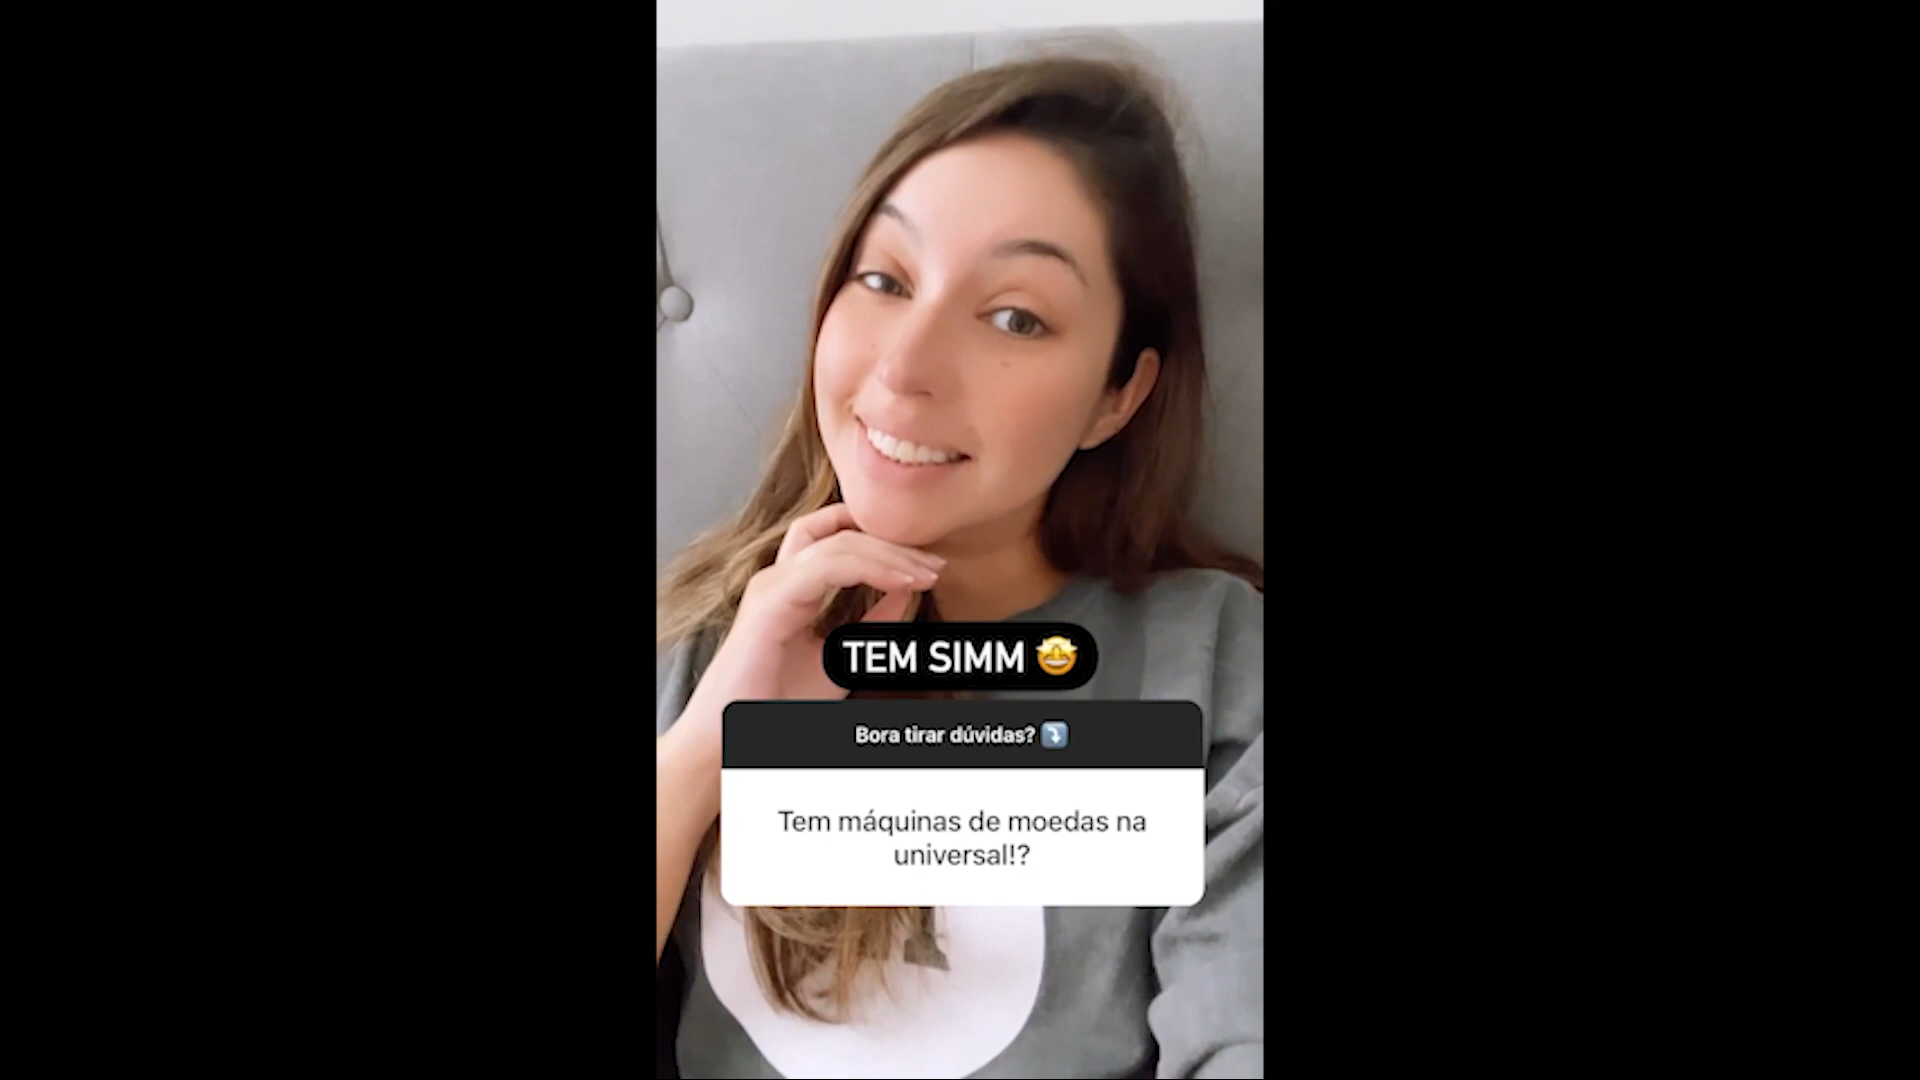 TEM SIMM 🤩
Bora tirar dúvidas? ⤵️
Tem máquinas de moedas na
universal!?